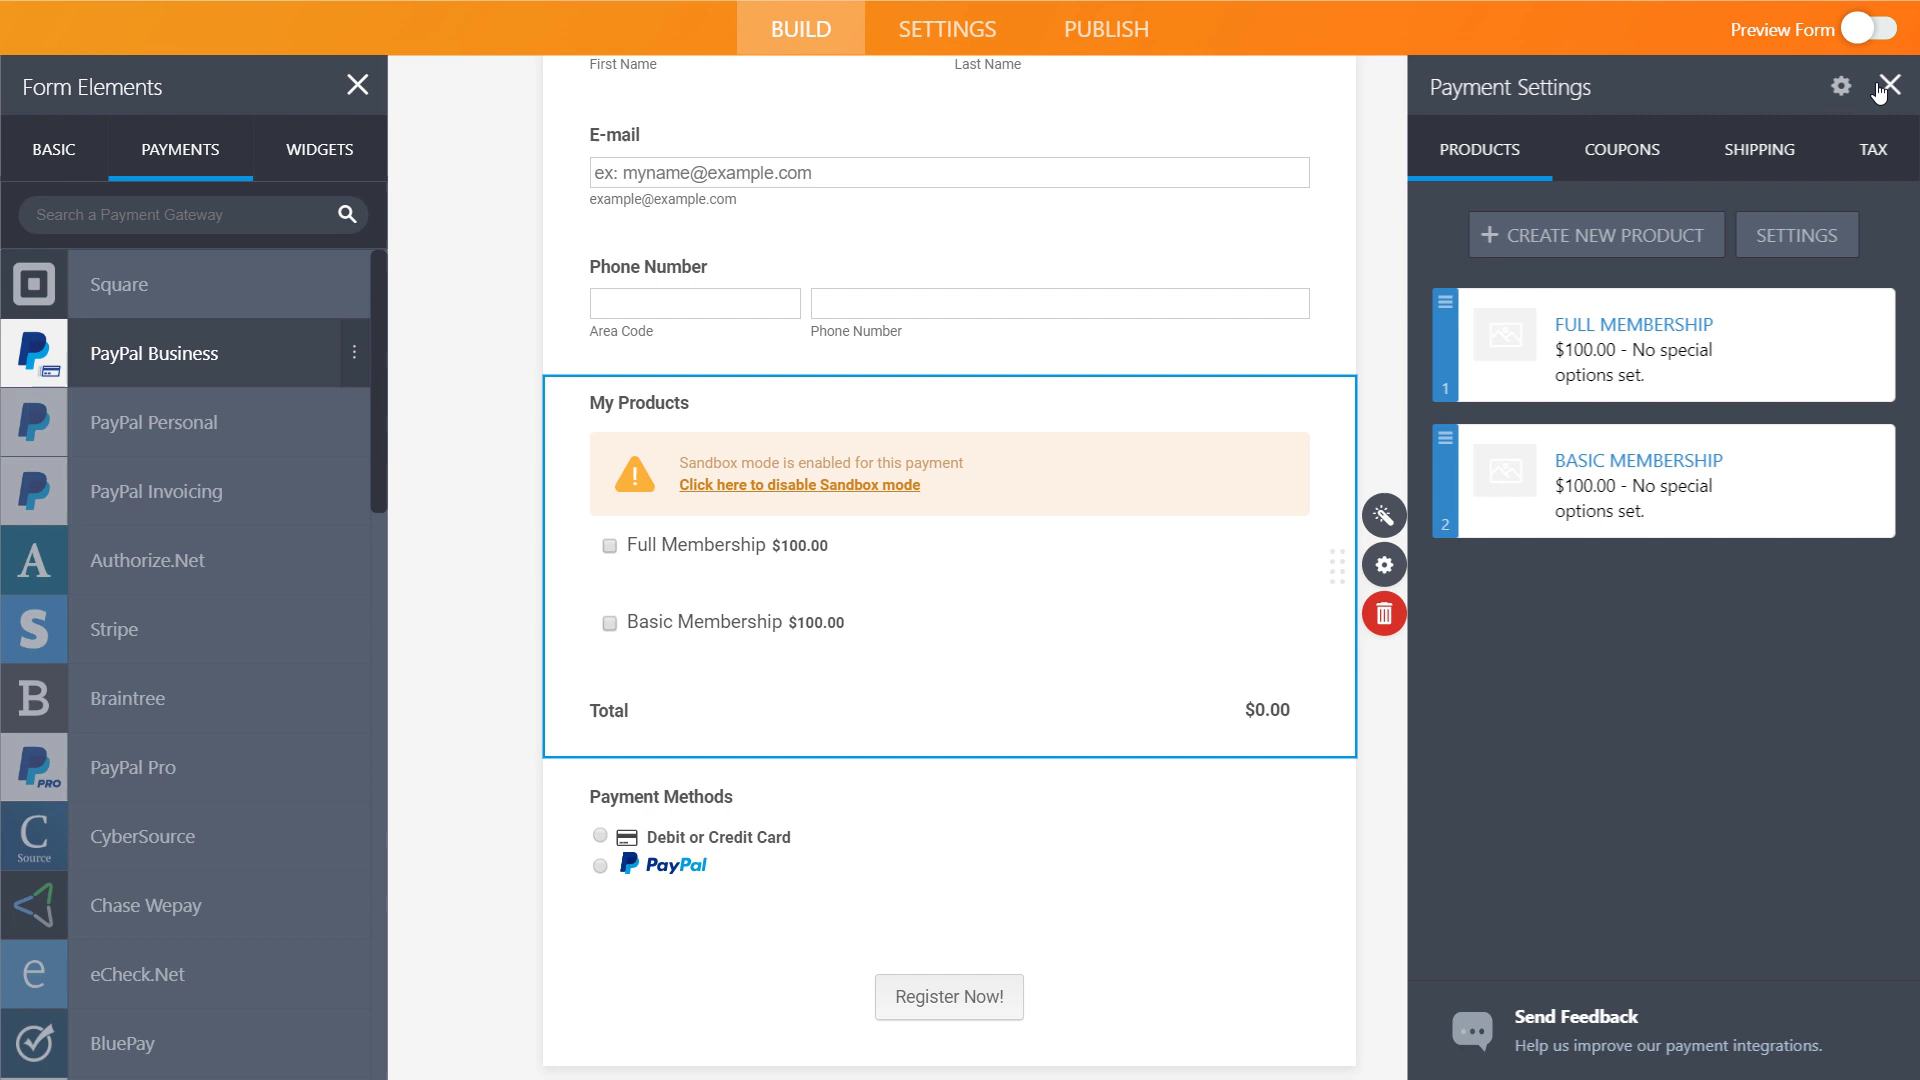 BUILD SETTINGS PUBLISH Preview Form
Form Elements
BASIC PAYMENTS WIDGETS
Search a Payment Gateway
Square
PayPal Business
PayPal Personal
PayPal Invoicing
A Authorize.Net
S Stripe
B Braintree
PRO PayPal Pro
C Source CyberSource
Chase Wepay
e eCheck.Net
BluePay
First Name Last Name
E-mail
ex: myname@example.com
example@example.com
Phone Number
Area Code Phone Number
My Products
Sandbox mode is enabled for this payment
Click here to disable Sandbox mode
Full Membership $100.00
Basic Membership $100.00
Total $0.00
Payment Methods
Debit or Credit Card
PayPal
Register Now!
Payment Settings
PRODUCTS COUPONS SHIPPING TAX
+ CREATE NEW PRODUCT SETTINGS
1
FULL MEMBERSHIP
$100.00 - No special
options set.
2
BASIC MEMBERSHIP
$100.00 - No special
options set.
Send Feedback
Help us improve our payment integrations.